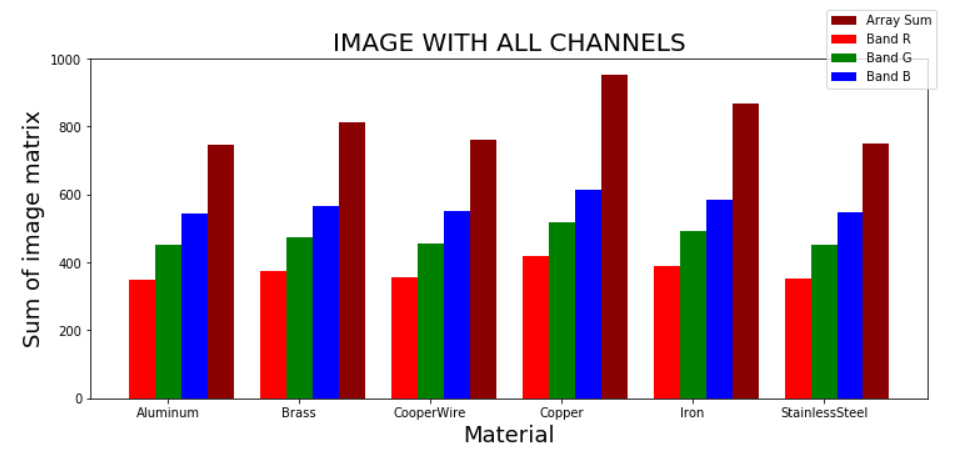 IMAGE WITH ALL CHANNELS
Array Sum
Band R
Band G
Band B
Sum of image matrix
1000
800
600
400
200
0
Aluminum Brass CooperWire Copper Iron StainlessSteel
Material